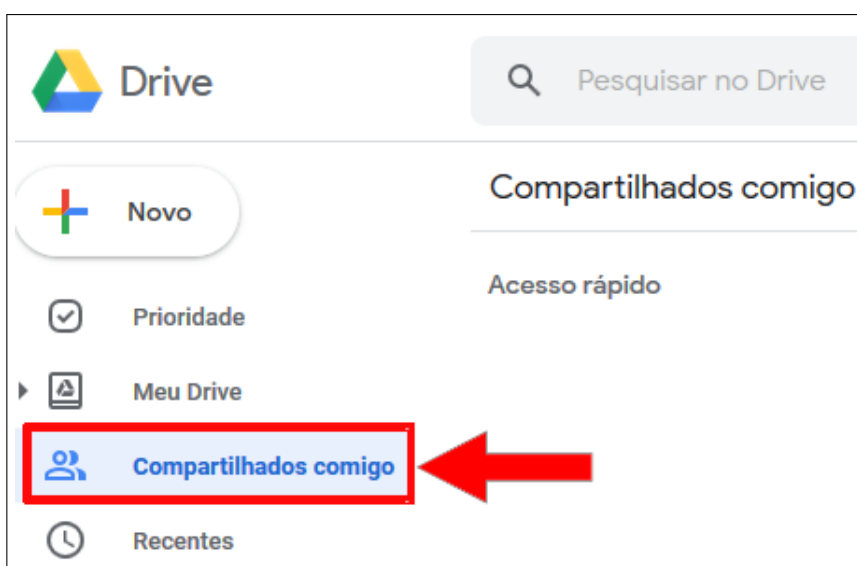 Drive
Pesquisar no Drive
Novo
Compartilhados comigo
Acesso rápido
Prioridade
Meu Drive
Compartilhados comigo
Recentes